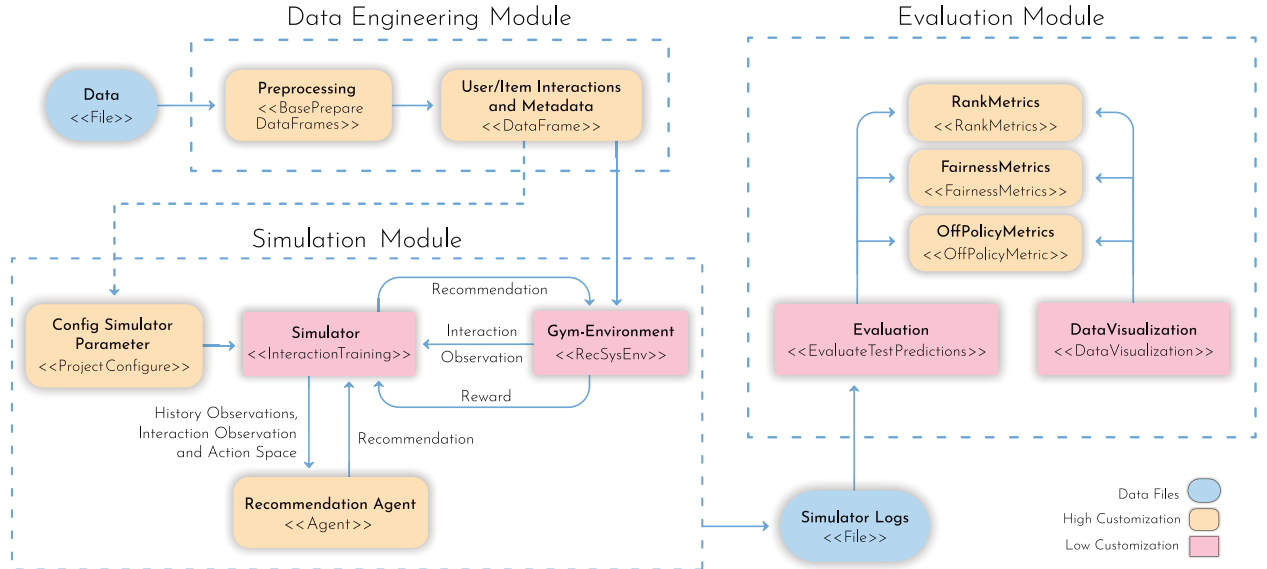 Data Engineering Module
Data
<<File>>
Preprocessing
<<BasePrepare
DataFrames>>
User/Item Interactions
and Metadada
<<DataFrame>>
Simulation Module
Config Simulator
Parameter
<<ProjectConfigure>>
Simulator
<<InteractionTraining>>
Recommendation
Interaction
Observation
Reward
Gym-Environment
<<RecSysEnv>>
History Observations,
Interaction Observation
and Action Space
Recommendation
Recommendation Agent
<<Agent>>
Evaluation Module
RankMetrics
<<RankMetrics>>
FairnessMetrics
<<FairnessMetrics>>
OffPolicyMetrics
<<OffPolicyMetric>>
Evaluation
<<EvaluateTestPredictions>>
DataVisualization
<<DataVisualization>>
Simulator Logs
<<File>>
Data Files
High Customization
Low Customization